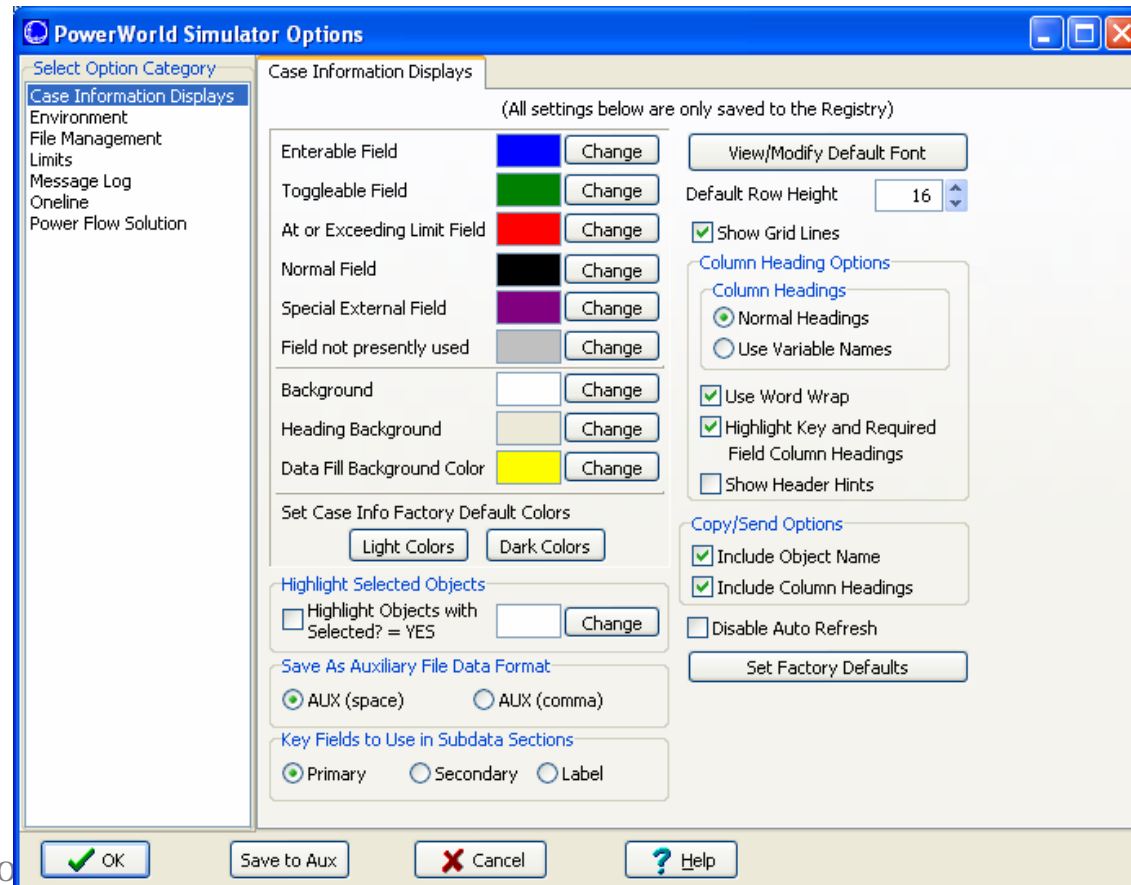 PowerWorld Simulator Options
Select Option Category
Case Information Displays
Environment
File Management
Limits
Message Log
Oneline
Power Flow Solution
Case Information Displays
(All settings below are only saved to the Registry)
Enterable Field
Change
Toggleable Field
Change
At or Exceeding Limit Field
Change
Normal Field
Change
Special External Field
Change
Field not presently used
Change
Background
Change
Heading Background
Change
Data Fill Background Color
Change
Set Case Info Factory Default Colors
Light Colors
Dark Colors
Highlight Selected Objects
Highlight Objects with
Selected? = YES
Change
Save As Auxiliary File Data Format
AUX (space)
AUX (comma)
Key Fields to Use in Subdata Sections
Primary
Secondary
Label
View/Modify Default Font
Default Row Height
16
Show Grid Lines
Column Heading Options
Column Headings
Normal Headings
Use Variable Names
Use Word Wrap
Highlight Key and Required
Field Column Headings
Show Header Hints
Copy/Send Options
Include Object Name
Include Column Headings
Disable Auto Refresh
Set Factory Defaults
OK
Save to Aux
Cancel
? Help